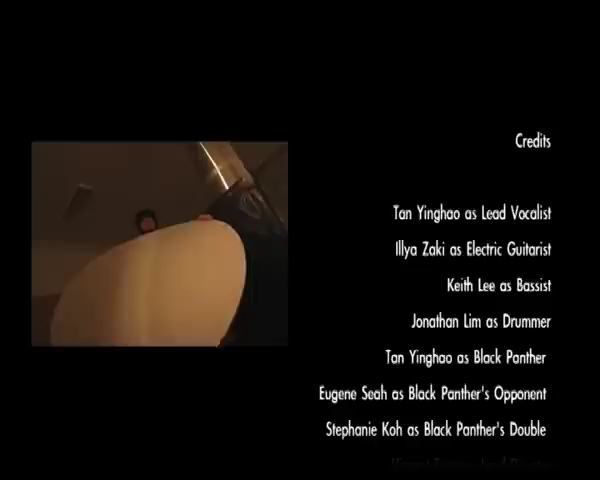 Credits
Tan Yinghao as Lead Vocalist
Illya Zaki as Electric Guitarist
Keith Lee as Bassist
Jonathan Lim as Drummer
Tan Yinghao as Black Panther
Eugene Seah as Black Panther's Opponent
Stephanie Koh as Black Panther's Double